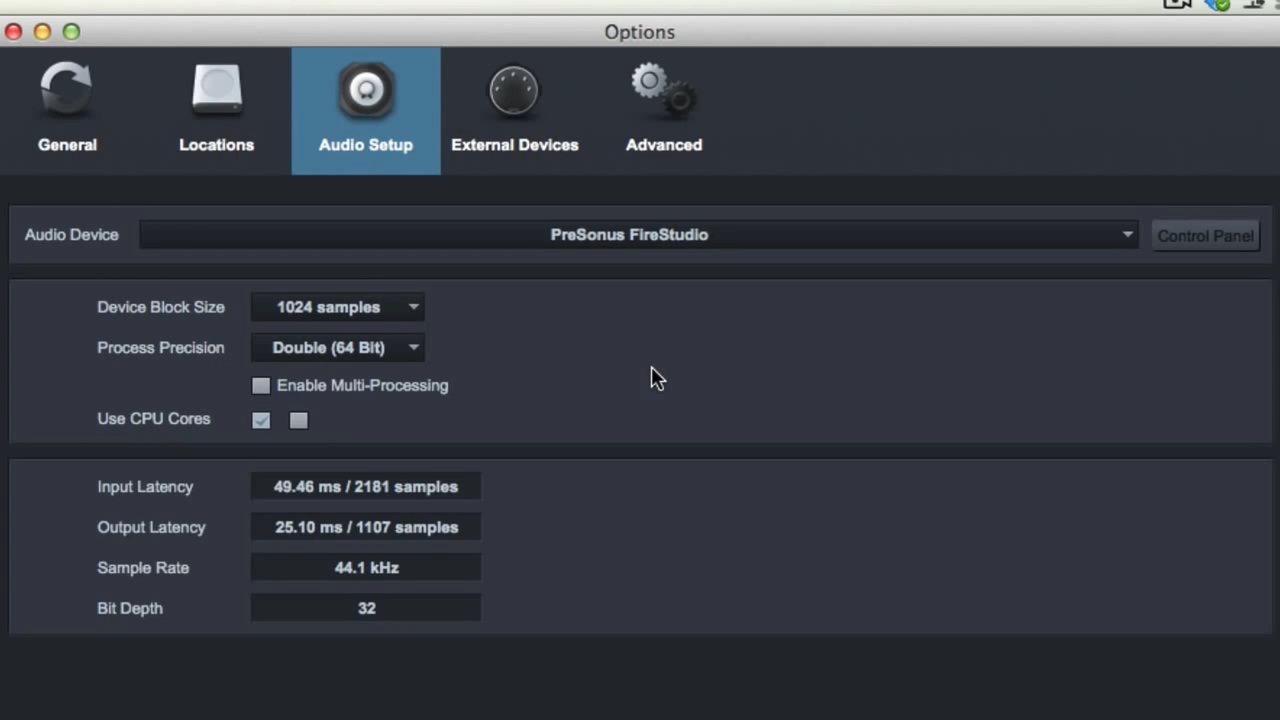 Options
General
Locations
Audio Setup
External Devices
Advanced
Audio Device
PreSonus FireStudio
Control Panel
Device Block Size
1024 samples
Process Precision
Double (64 Bit)
Enable Multi-Processing
Use CPU Cores
Input Latency
49.46 ms / 2181 samples
Output Latency
25.10 ms / 1107 samples
Sample Rate
44.1 kHz
Bit Depth
32